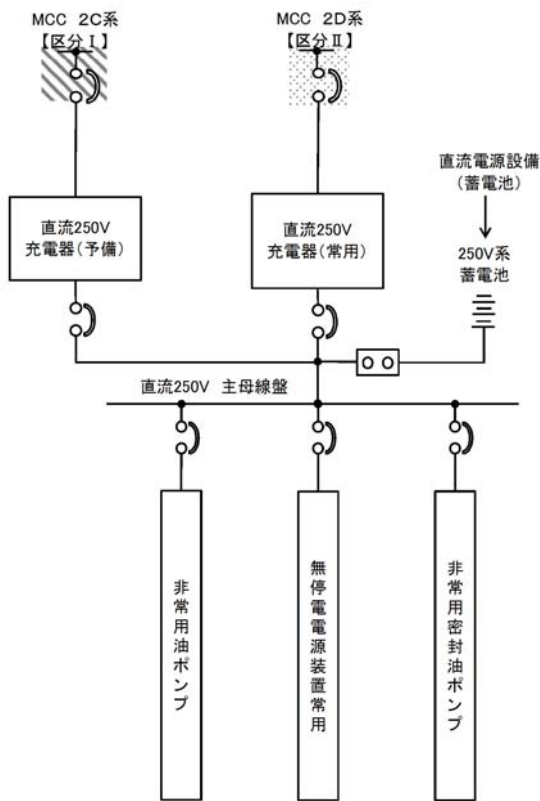 MCC 2C系
【区分Ⅰ】
MCC 2D系
【区分Ⅱ】
直流電源設備
(蓄電池)
250V系
蓄電池
直流250V
充電器(予備)
直流250V
充電器(常用)
直流250V 主母線盤
非常用油ポンプ
無停電電源装置常用
非常用密封油ポンプ